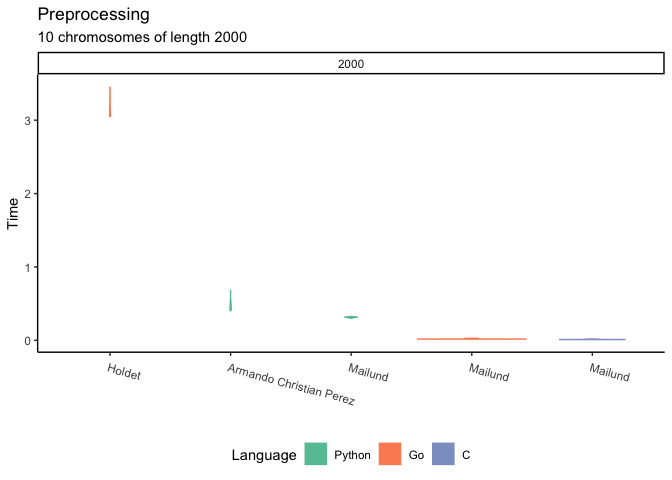 Preprocessing
10 chromosomes of length 2000
2000
3
2
1
0
Time
Holdet
Armando Christian Perez
Mailund
Mailund
Mailund
Language Python Go C